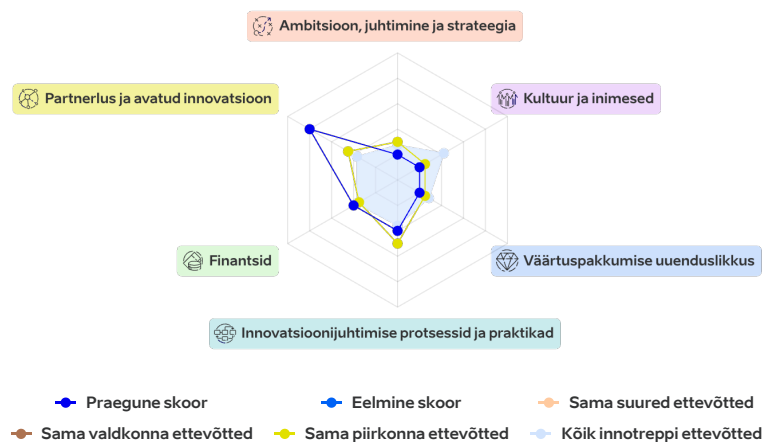 Ambitsioon, juhtimine ja strateegia
Partnerlus ja avatud innovatsioon
Kultuur ja inimesed
Finantsid
Väärtuspakkumise uuenduslikkus
Innovatsioonijuhtimise protsessid ja praktikad
Praegune skoor
Eelmine skoor
Sama suured ettevõtted
Sama valdkonna ettevõtted
Sama piirkonna ettevõtted
Kõik innotreppi ettevõtted